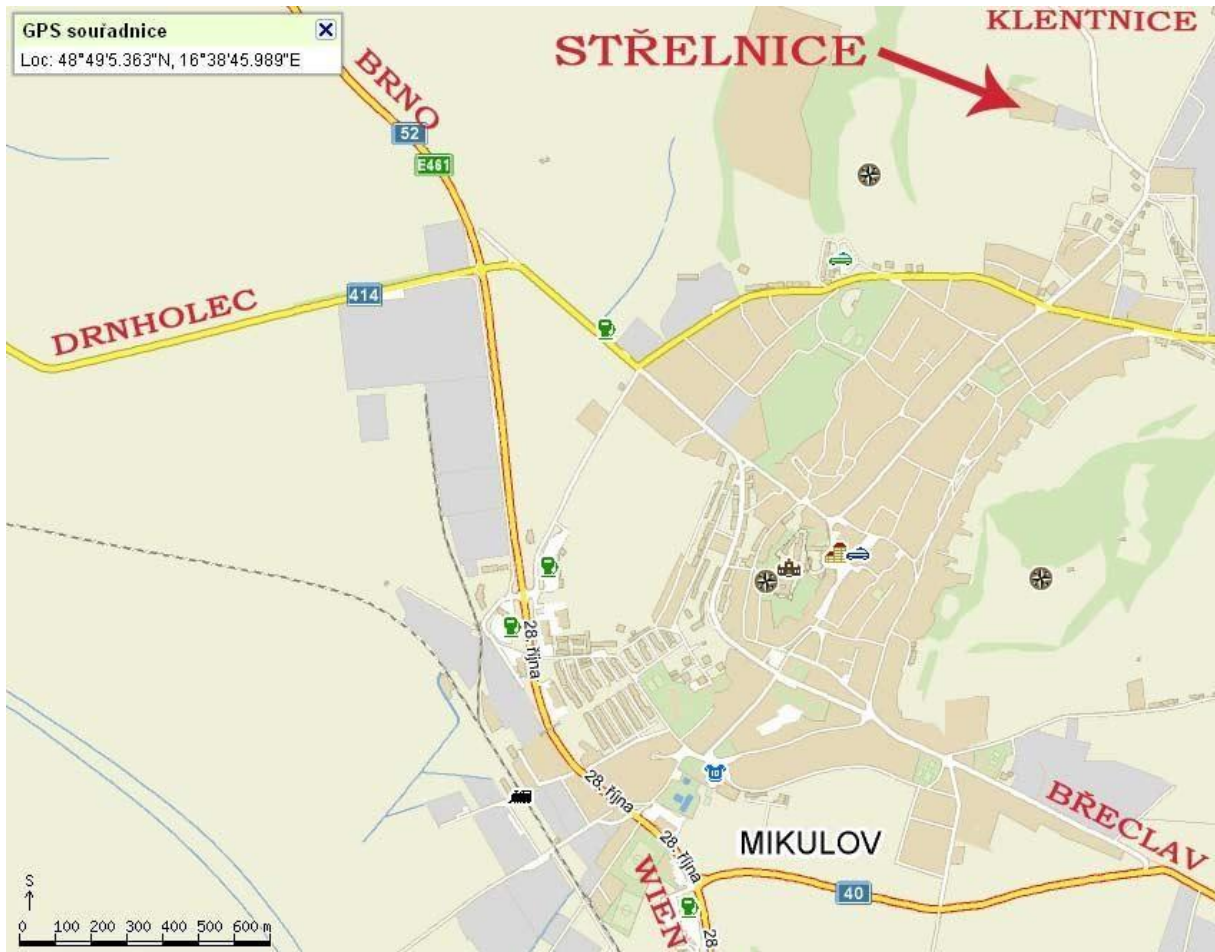 GPS souřadnice
Loc: 48°49'5.363"N, 16°38'45.989"E
KLENTNICE
STŘELNICE
BRNO
52
E461
414
DRNHOLEC
28. října
28. října
28. října
28.
MIKULOV
BŘECLAV
WIEN
40
S
0 100 200 300 400 500 600 m